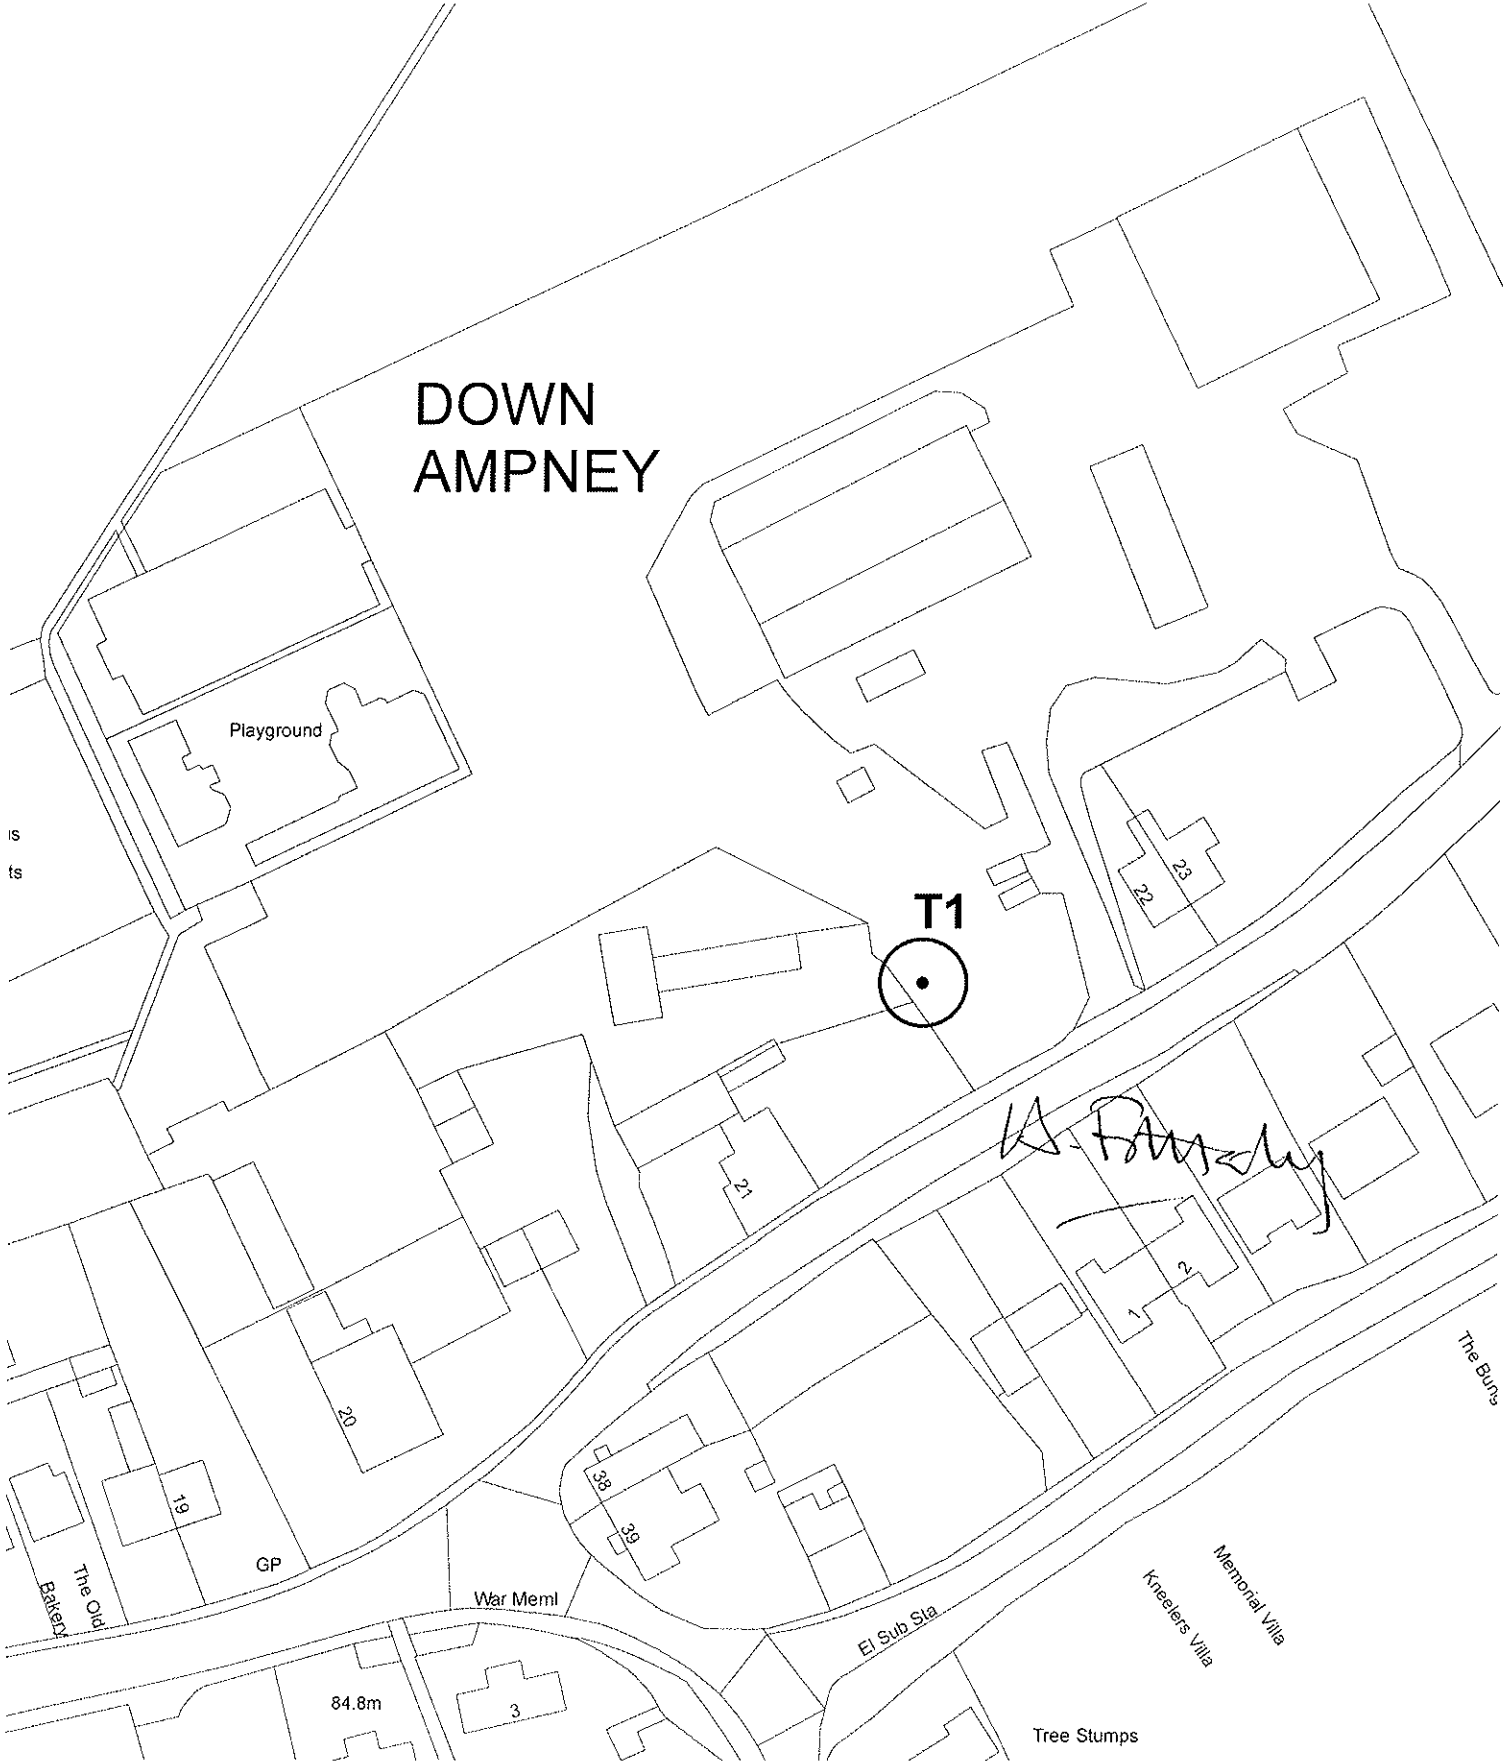 DOWN
AMPNEY
Playground
ts
T1
22
23
21
20
19
38
39
1
2
The Old
Bakery
GP
War Meml
El Sub Sta
84.8m
3
Kneelers Villa
Memorial Villa
The Bung
Tree Stumps